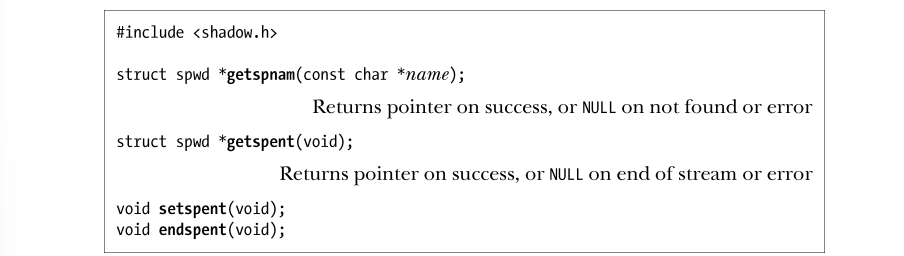 #include <shadow.h>
struct spwd *getspnam(const char *name);
Returns pointer on success, or NULL on not found or error
struct spwd *getspent(void);
Returns pointer on success, or NULL on end of stream or error
void setspent(void);
void endspent(void);